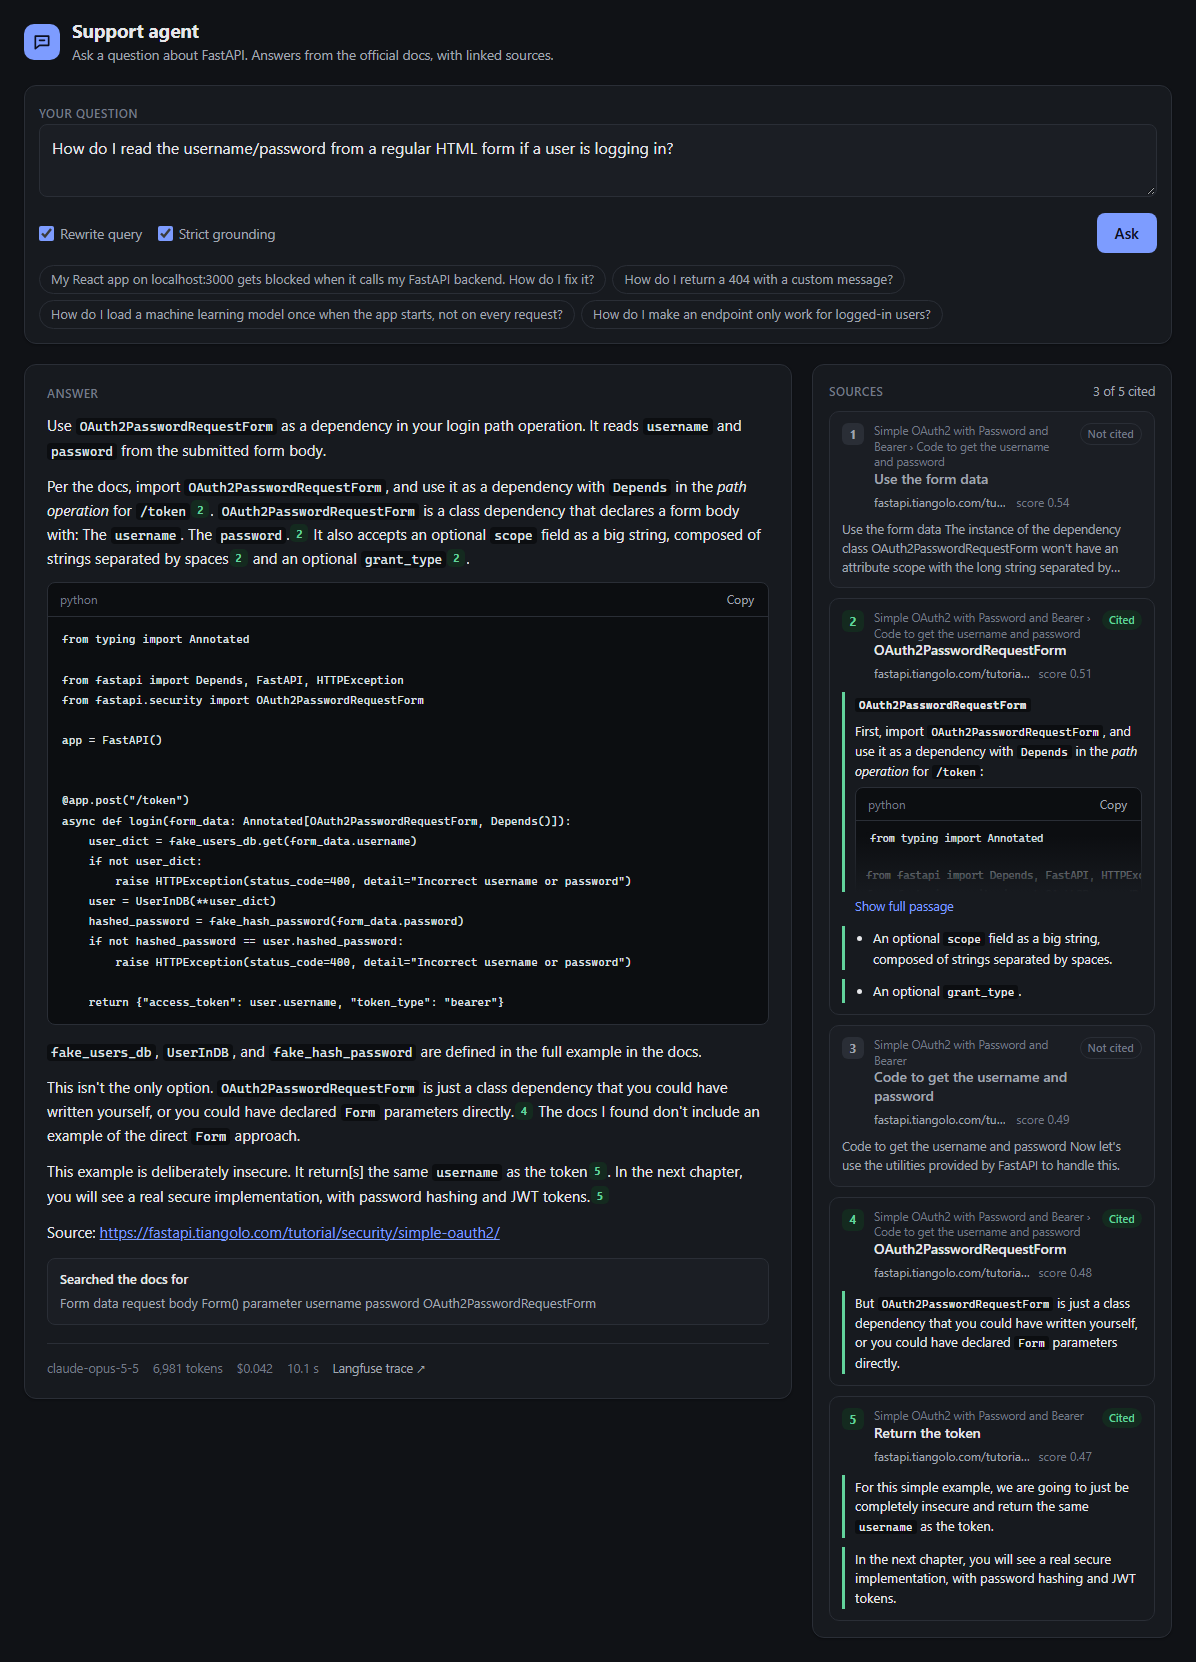 Support agent
Ask a question about FastAPI. Answers from the official docs, with linked sources.
YOUR QUESTION
How do I read the username/password from a regular HTML form if a user is logging in?
Rewrite query
Strict grounding
Ask
My React app on localhost:3000 gets blocked when it calls my FastAPI backend. How do I fix it?
How do I return a 404 with a custom message?
How do I load a machine learning model once when the app starts, not on every request?
How do I make an endpoint only work for logged-in users?
ANSWER
Use OAuth2PasswordRequestForm as a dependency in your login path operation. It reads username and
password from the submitted form body.
Per the docs, import OAuth2PasswordRequestForm, and use it as a dependency with Depends in the path
operation for /token 2 . OAuth2PasswordRequestForm is a class dependency that declares a form body
with: The username. The password. 2 It also accepts an optional scope field as a big string, composed of
strings separated by spaces 2 and an optional grant_type 2 .
python
Copy
from typing import Annotated

from fastapi import Depends, FastAPI, HTTPException
from fastapi.security import OAuth2PasswordRequestForm

app = FastAPI()


@app.post("/token")
async def login(form_data: Annotated[OAuth2PasswordRequestForm, Depends()]):
    user_dict = fake_users_db.get(form_data.username)
    if not user_dict:
        raise HTTPException(status_code=400, detail="Incorrect username or password")
    user = UserInDB(**user_dict)
    hashed_password = fake_hash_password(form_data.password)
    if not hashed_password == user.hashed_password:
        raise HTTPException(status_code=400, detail="Incorrect username or password")

    return {"access_token": user.username, "token_type": "bearer"}
fake_users_db, UserInDB, and fake_hash_password are defined in the full example in the docs.
This isn't the only option. OAuth2PasswordRequestForm is just a class dependency that you could have
written yourself, or you could have declared Form parameters directly. 4 The docs I found don't include an
example of the direct Form approach.
This example is deliberately insecure. It return[s] the same username as the token 5 . In the next chapter,
you will see a real secure implementation, with password hashing and JWT tokens. 5
Source: https://fastapi.tiangolo.com/tutorial/security/simple-oauth2/
Searched the docs for
Form data request body Form() parameter username password OAuth2PasswordRequestForm
claude-opus-5-5
6,981 tokens
$0.042
10.1 s
Langfuse trace ↗
SOURCES
3 of 5 cited
1
Simple OAuth2 with Password and
Bearer › Code to get the username
and password
Not cited
Use the form data
fastapi.tiangolo.com/tu...
score 0.54
Use the form data The instance of the dependency
class OAuth2PasswordRequestForm won't have an
attribute scope with the long string separated by...
2
Simple OAuth2 with Password and Bearer ›
Code to get the username and password
Cited
OAuth2PasswordRequestForm
fastapi.tiangolo.com/tutoria...
score 0.51
OAuth2PasswordRequestForm
First, import OAuth2PasswordRequestForm, and
use it as a dependency with Depends in the path
operation for /token:
python
Copy
from typing import Annotated
from fastapi import Depends, FastAPI, HTTPEx
Show full passage
• An optional scope field as a big string,
composed of strings separated by spaces.
• An optional grant_type.
3
Simple OAuth2 with Password and
Bearer
Not cited
Code to get the username and
password
fastapi.tiangolo.com/tu...
score 0.49
Code to get the username and password Now let's
use the utilities provided by FastAPI to handle this.
4
Simple OAuth2 with Password and Bearer ›
Code to get the username and password
Cited
OAuth2PasswordRequestForm
fastapi.tiangolo.com/tutoria...
score 0.48
But OAuth2PasswordRequestForm is just a class
dependency that you could have written yourself,
or you could have declared Form parameters
directly.
5
Simple OAuth2 with Password and Bearer
Cited
Return the token
fastapi.tiangolo.com/tutoria...
score 0.47
For this simple example, we are going to just be
completely insecure and return the same
username as the token.
In the next chapter, you will see a real secure
implementation, with password hashing and JWT
tokens.